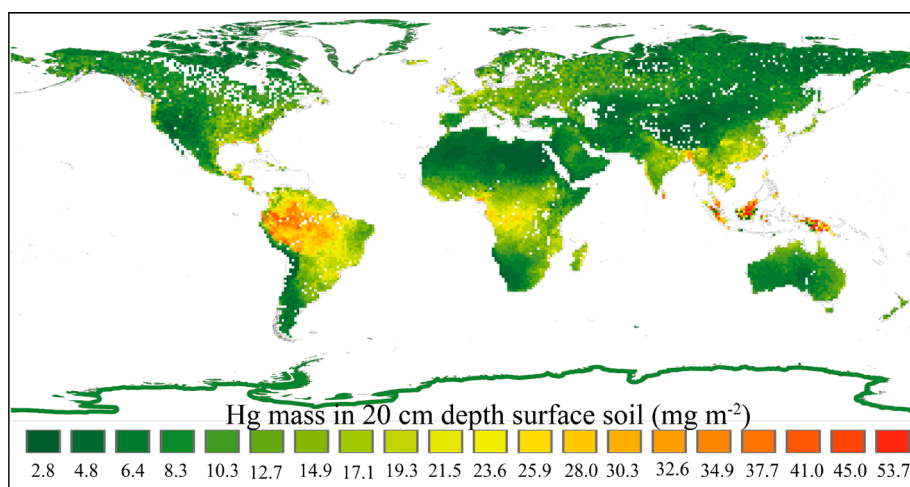 Hg mass in 20 cm depth surface soil (mg m⁻²)
2.8 4.8 6.4 8.3 10.3 12.7 14.9 17.1 19.3 21.5 23.6 25.9 28.0 30.3 32.6 34.9 37.7 41.0 45.0 53.7